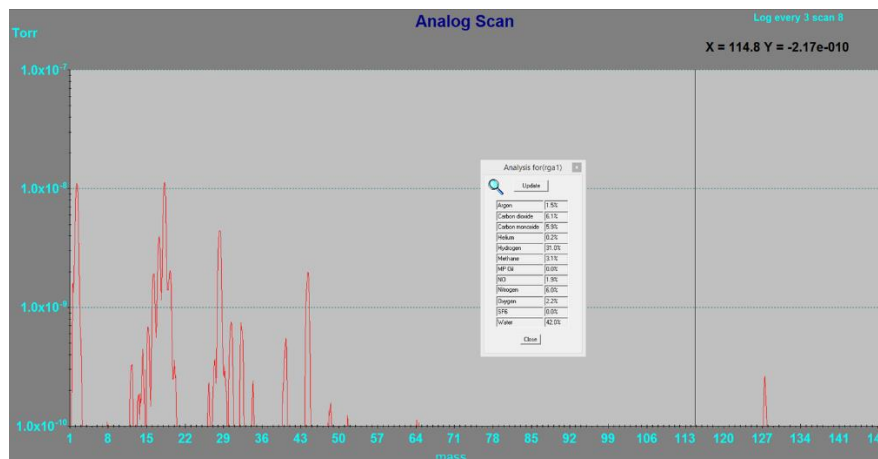 Analog Scan
Log every 3 scan 8
Torr
X = 114.8 Y = -2.17e-010
1.0x10⁻⁷
1.0x10⁻⁸
1.0x10⁻⁹
1.0x10⁻¹⁰
Analysis for(rga1)
Update
Argon 1.5%
Carbon dioxide 6.1%
Carbon monoxide 5.9%
Helium 0.2%
Hydrogen 31.0%
Methane 3.1%
MP Oil 0.0%
NO 1.9%
Nitrogen 6.0%
Oxygen 2.2%
SF6 0.0%
Water 42.0%
Close
1 8 15 22 29 36 43 50 57 64 71 78 85 92 99 106 113 120 127 134 141
mass